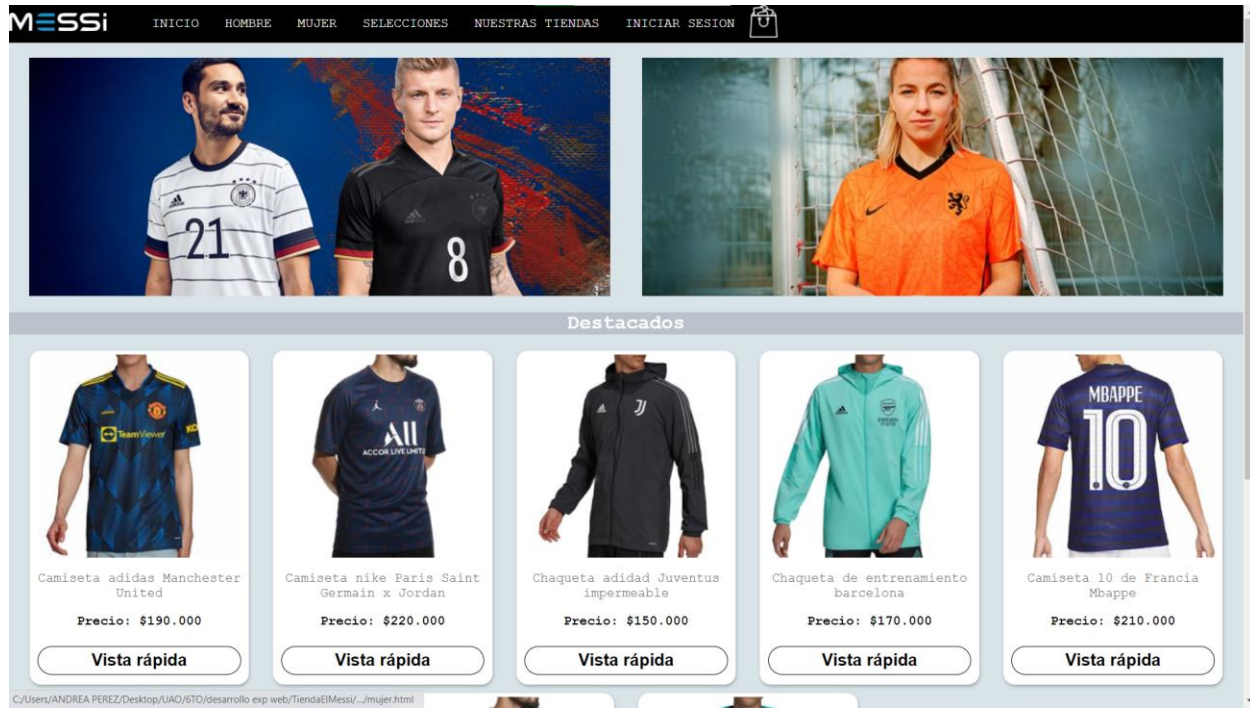 MESSi
INICIO HOMBRE MUJER SELECCIONES NUESTRAS TIENDAS INICIAR SESION
21
8
Destacados
TeamViewer
ALL
ACCOR LIVE LIMITLESS
MBAPPE
10
Camiseta adidas Manchester
United
Precio: $190.000
Vista rápida
Camiseta nike Paris Saint
Germain x Jordan
Precio: $220.000
Vista rápida
Chaqueta adidad Juventus
impermeable
Precio: $150.000
Vista rápida
Chaqueta de entrenamiento
barcelona
Precio: $170.000
Vista rápida
Camiseta 10 de Francia
Mbappe
Precio: $210.000
Vista rápida
C:/Users/ANDREA PEREZ/Desktop/UAO/6TO/desarrollo exp web/TiendaElMessi/.../mujer.html